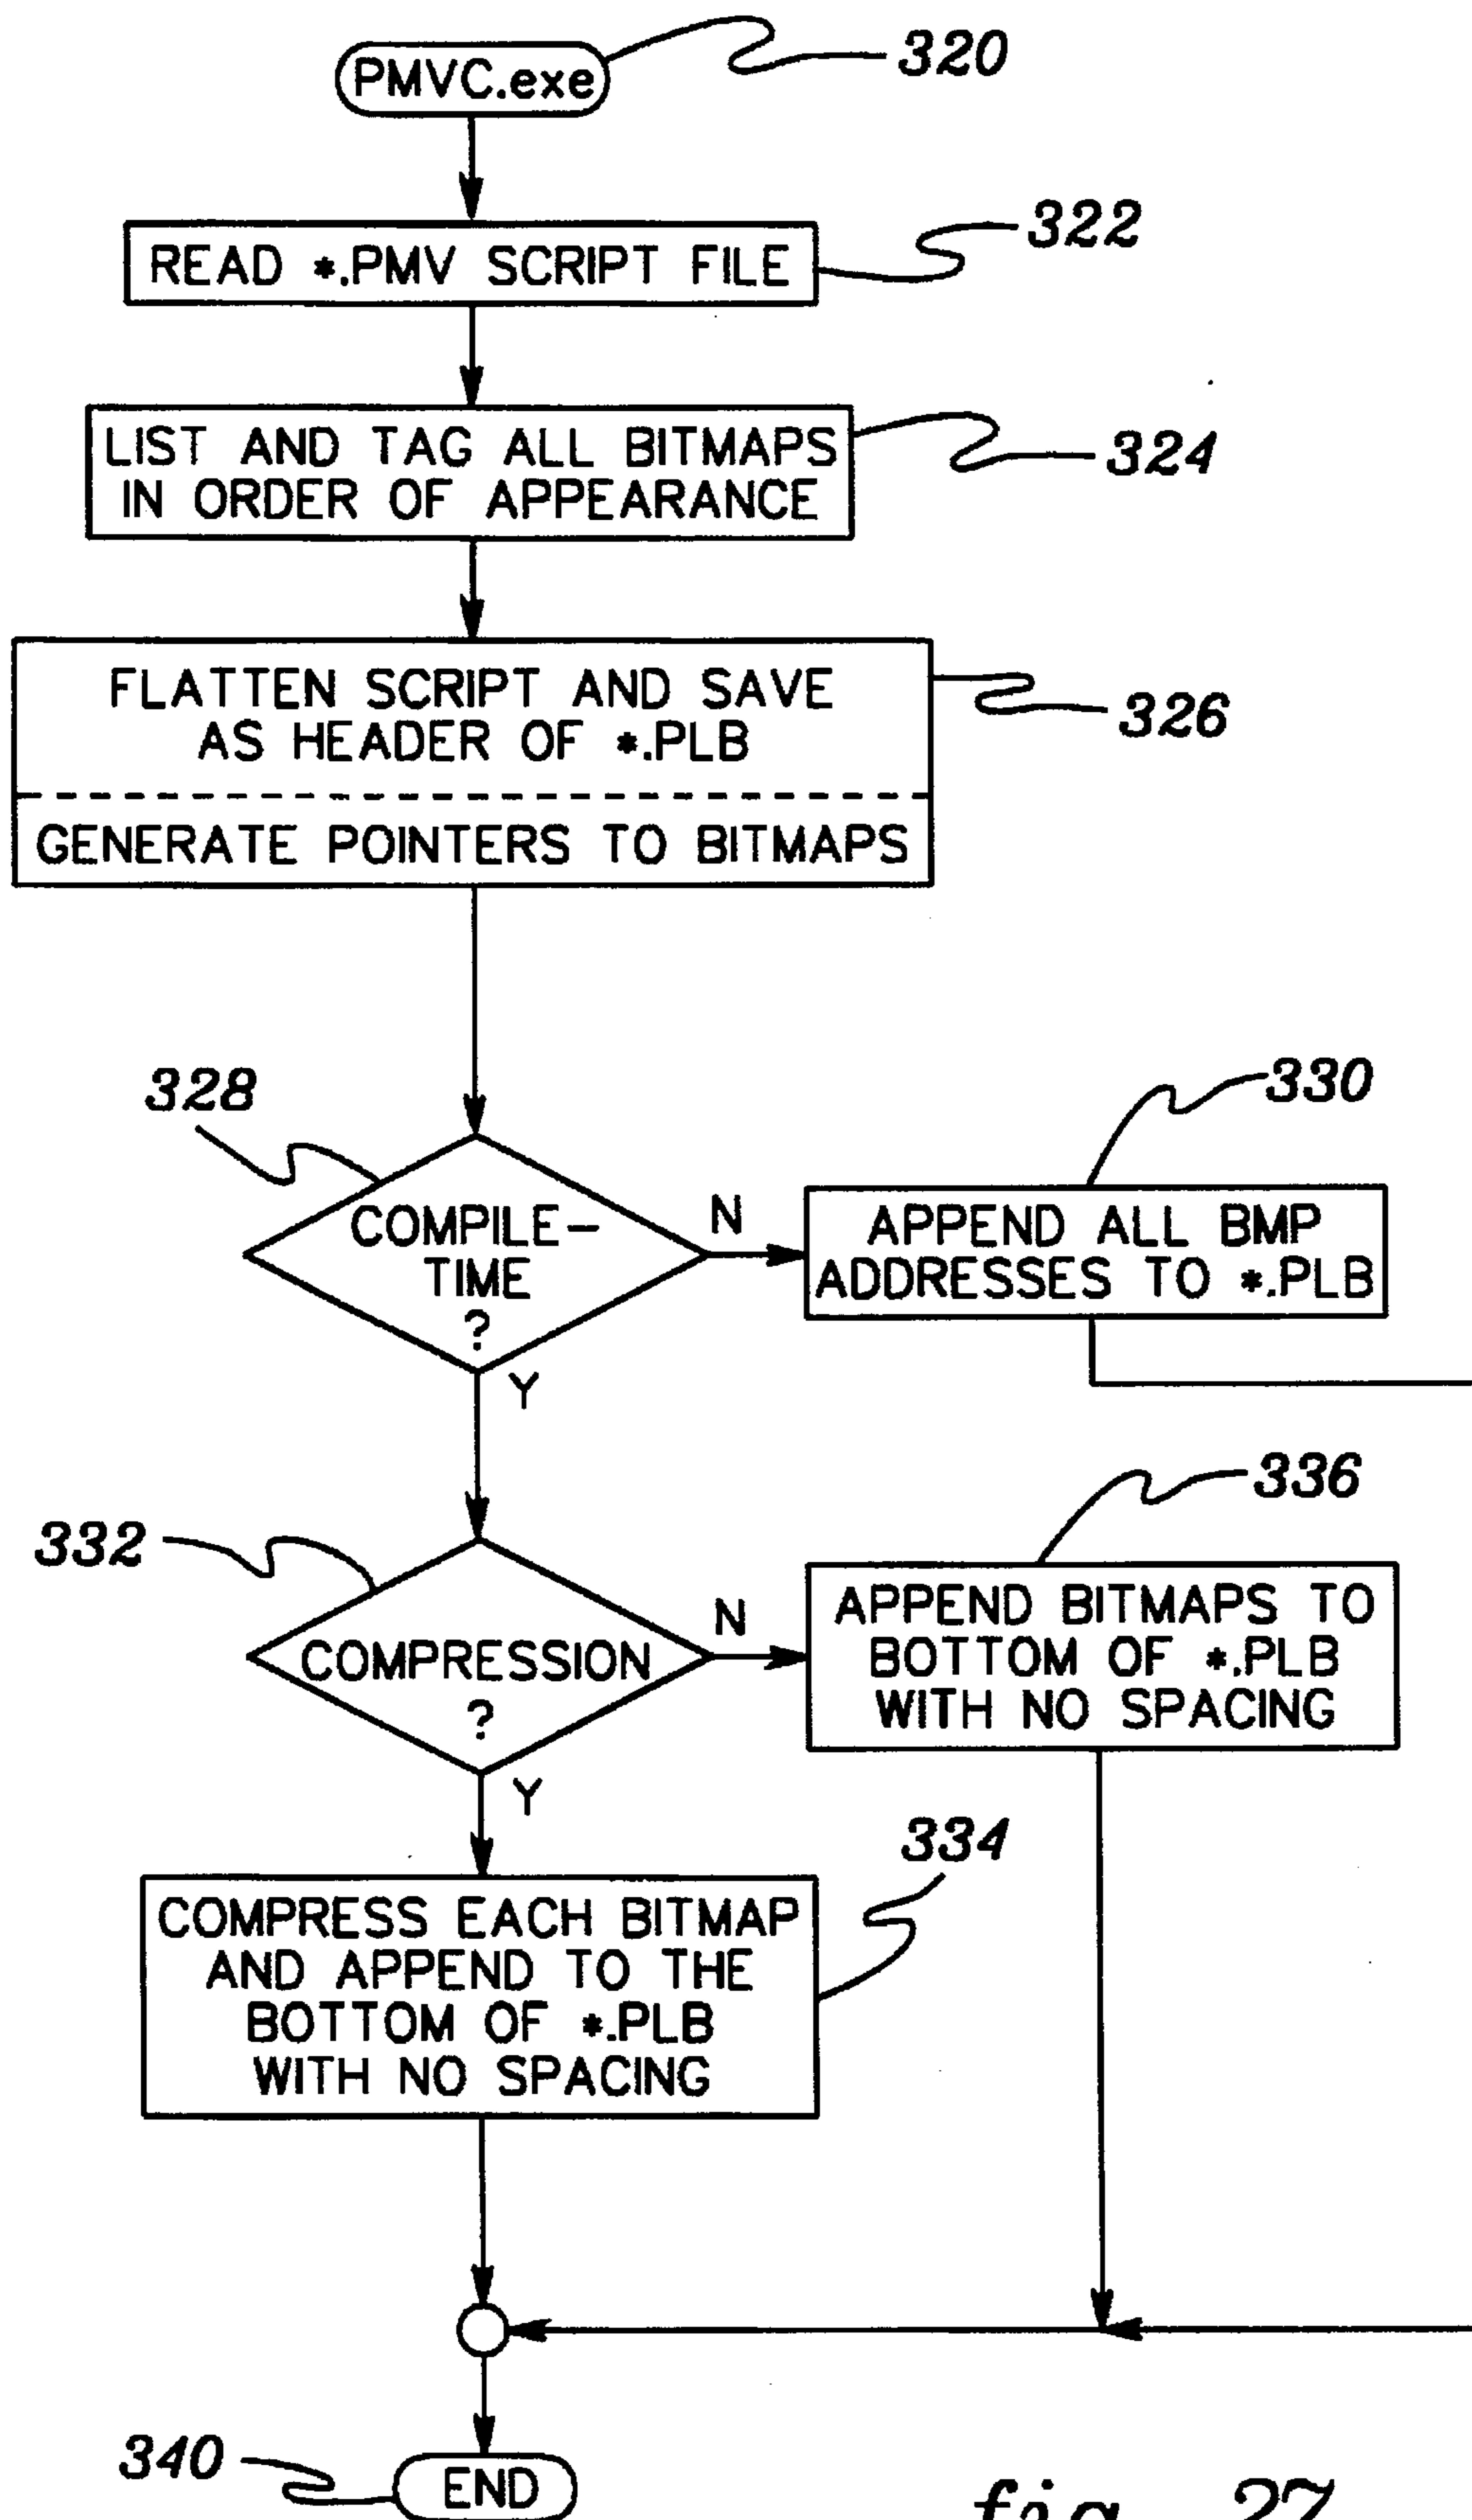 PMVC.exe
320
READ *.PMV SCRIPT FILE
322
LIST AND TAG ALL BITMAPS
IN ORDER OF APPEARANCE
324
FLATTEN SCRIPT AND SAVE
AS HEADER OF *.PLB
GENERATE POINTERS TO BITMAPS
326
328
COMPILE-
TIME
?
N
Y
330
APPEND ALL BMP
ADDRESSES TO *.PLB
332
COMPRESSION
?
N
Y
336
APPEND BITMAPS TO
BOTTOM OF *.PLB
WITH NO SPACING
334
COMPRESS EACH BITMAP
AND APPEND TO THE
BOTTOM OF *.PLB
WITH NO SPACING
340
END
fig. 27